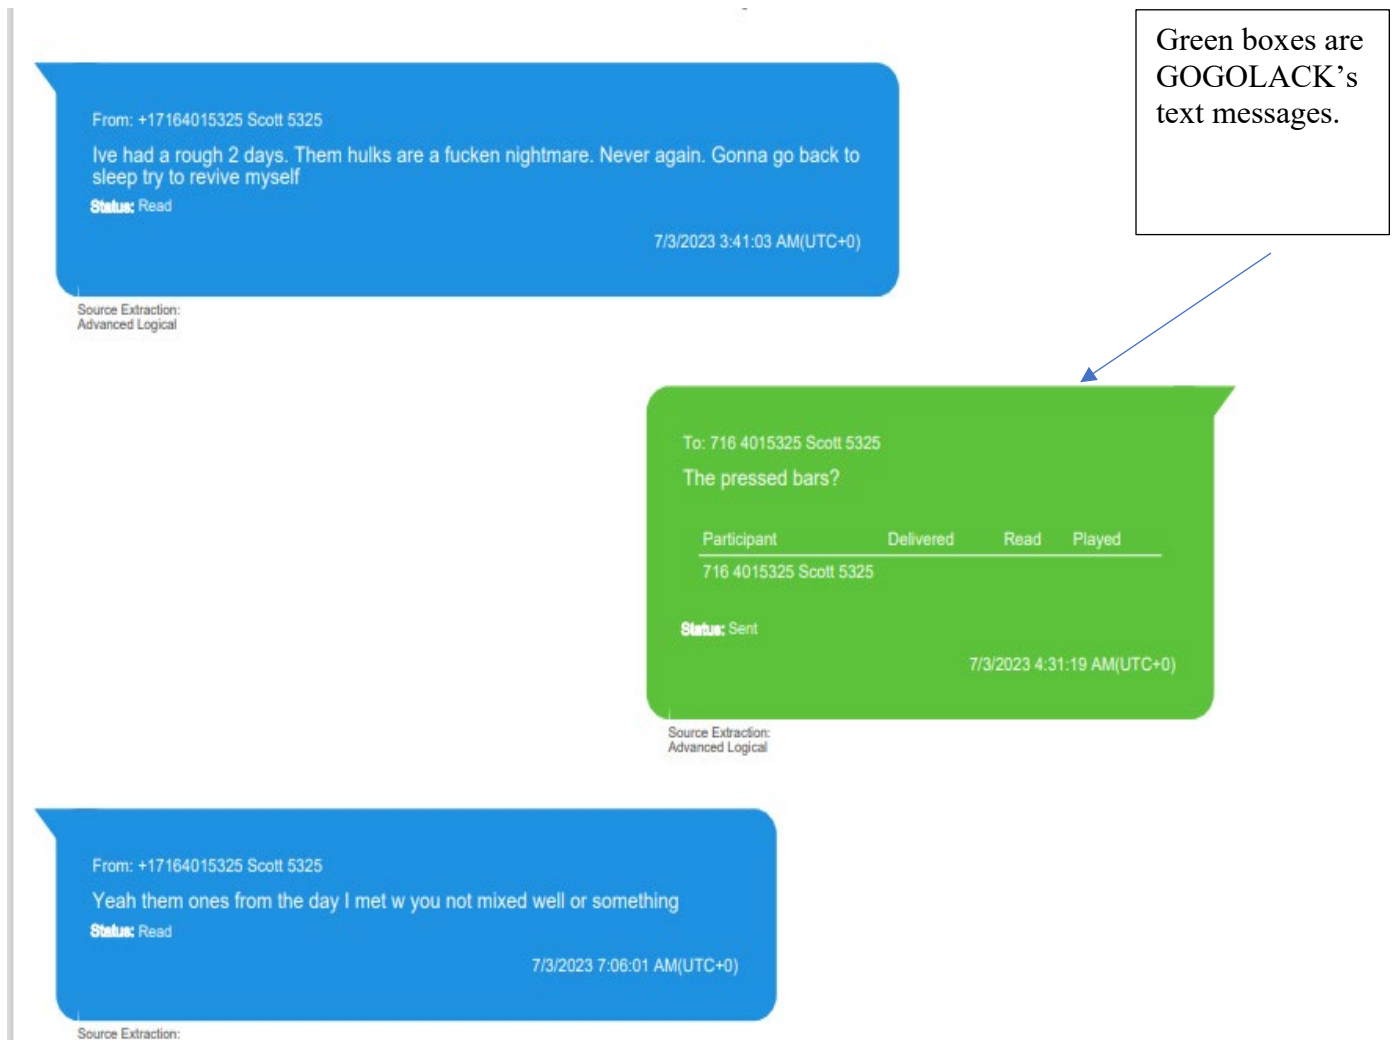 Green boxes are
GOGOLACK’s
text messages.
From: +17164015325 Scott 5325
Ive had a rough 2 days. Them hulks are a fucken nightmare. Never again. Gonna go back to
sleep try to revive myself
Status: Read
7/3/2023 3:41:03 AM(UTC+0)
Source Extraction:
Advanced Logical
To: 716 4015325 Scott 5325
The pressed bars?
Participant Delivered Read Played
716 4015325 Scott 5325
Status: Sent
7/3/2023 4:31:19 AM(UTC+0)
Source Extraction:
Advanced Logical
From: +17164015325 Scott 5325
Yeah them ones from the day I met w you not mixed well or something
Status: Read
7/3/2023 7:06:01 AM(UTC+0)
Source Extraction: